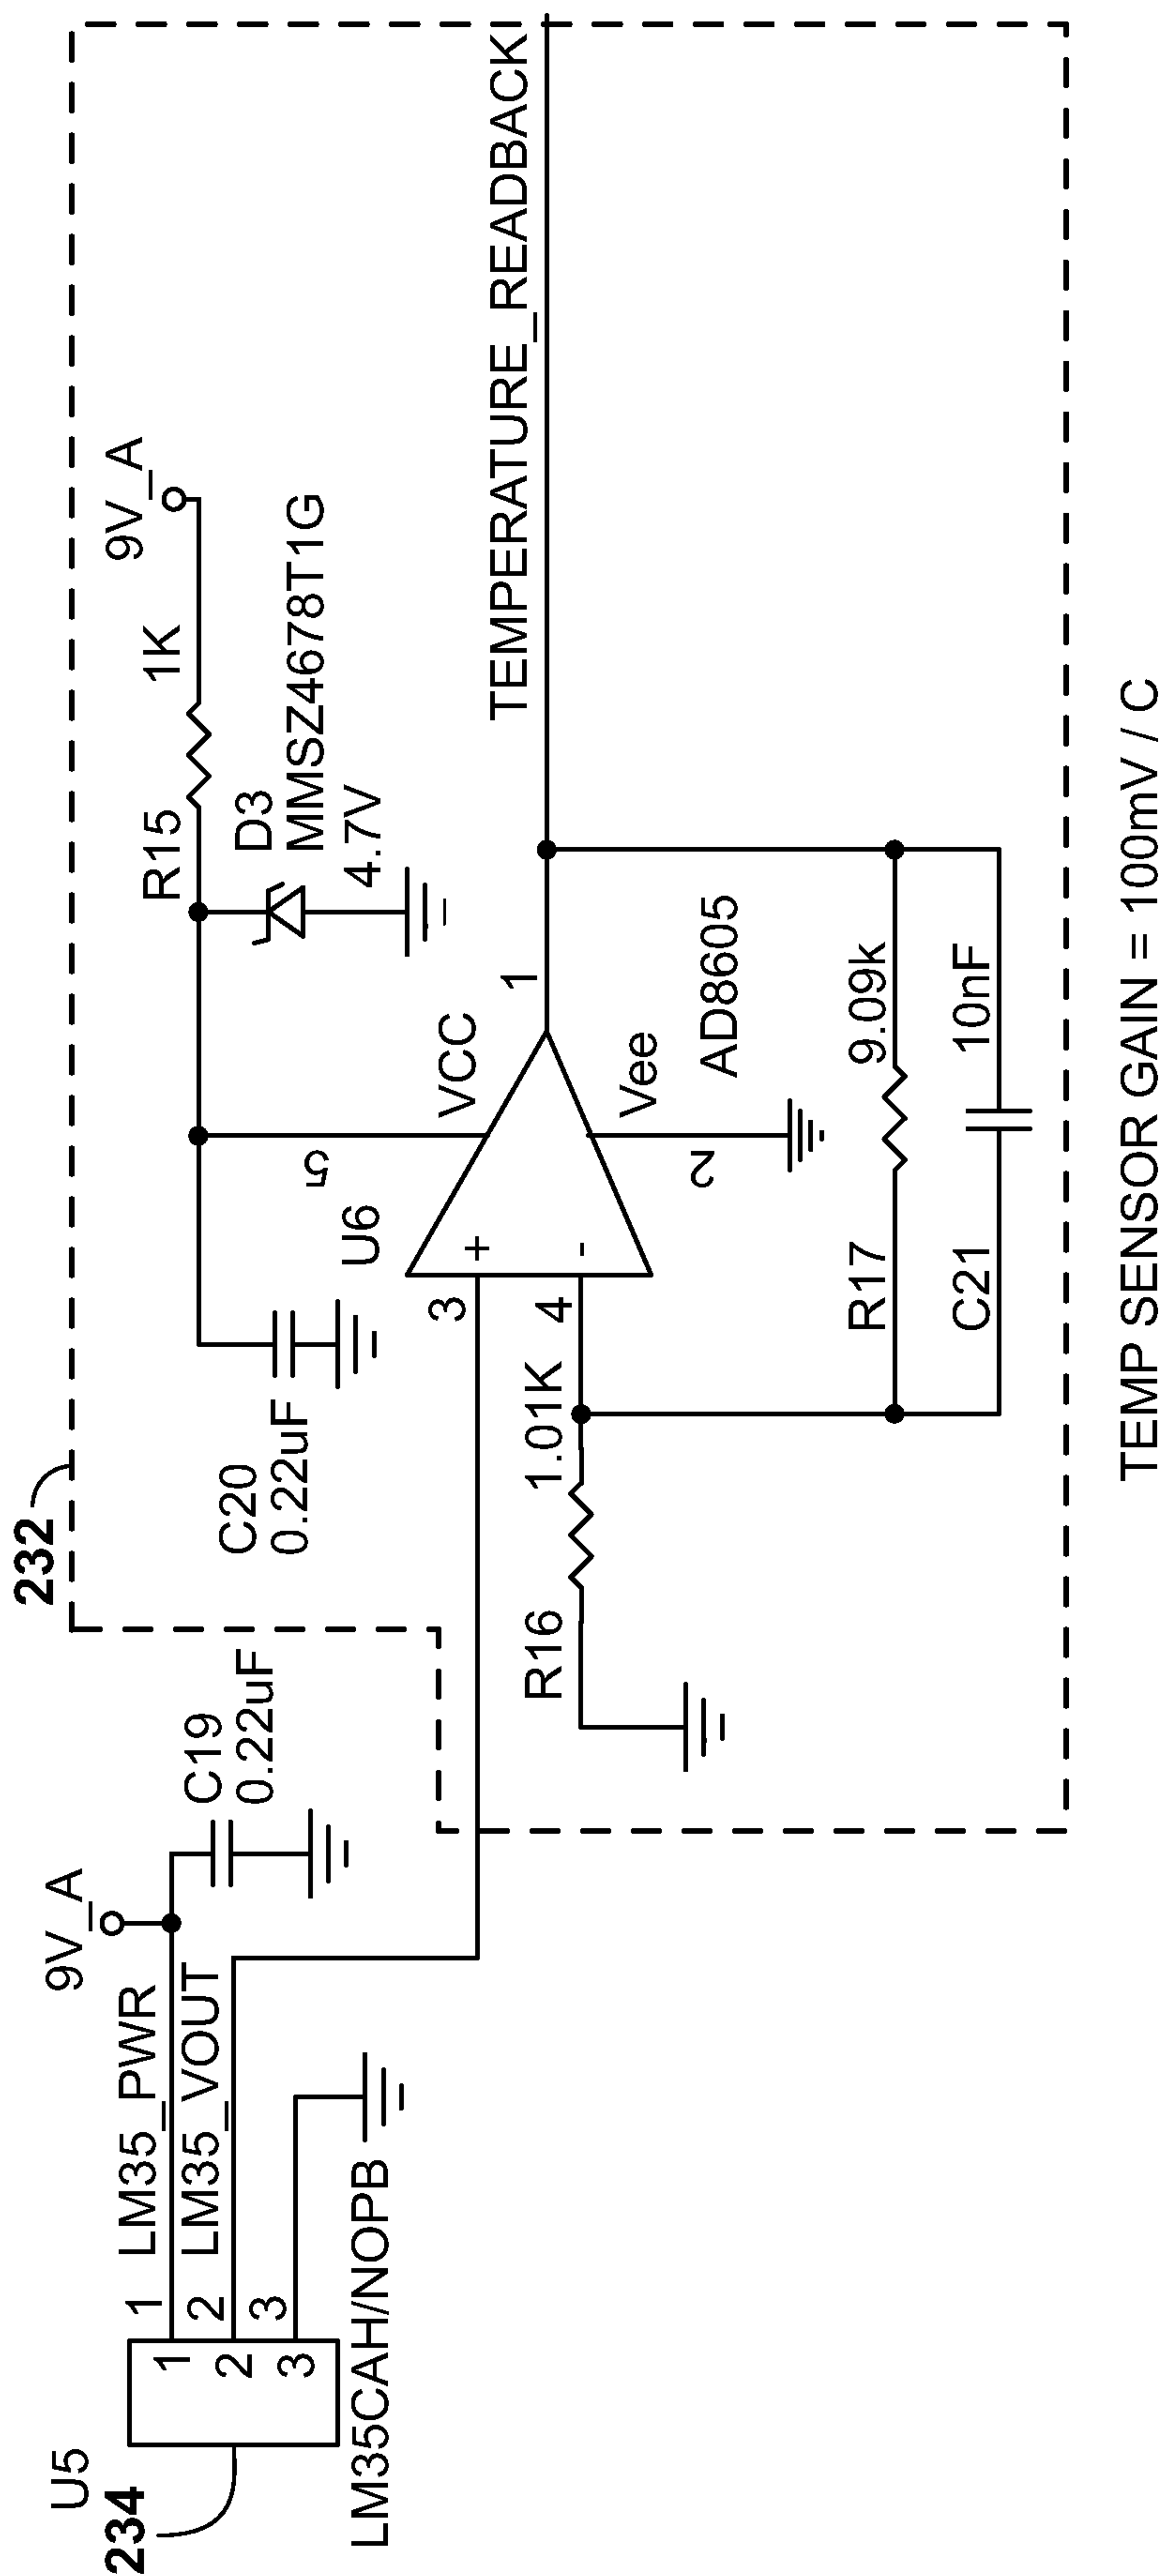 U5
234
1
2
3
1
2
3
LM35_PWR
LM35_VOUT
LM35CAH/NOPB
9V_A
C19
0.22uF
232
C20
0.22uF
R15
1K
9V_A
D3
MMSZ4678T1G
4.7V
U6
5
VCC
3
+
4
-
1
2
Vee
AD8605
TEMPERATURE_READBACK
R16
1.01K
R17
9.09k
C21
10nF
TEMP SENSOR GAIN = 100mV / C